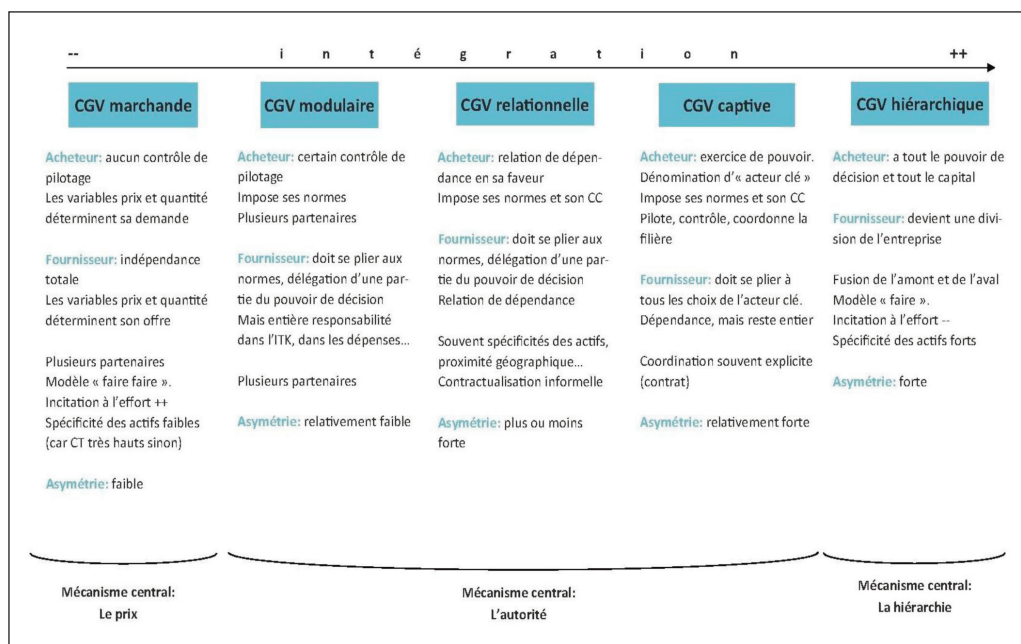 --
i n t é g r a t i o n
++
CGV marchande
Acheteur: aucun contrôle de
pilotage
Les variables prix et quantité
déterminent sa demande
Fournisseur: indépendance
totale
Les variables prix et quantité
déterminent son offre
Plusieurs partenaires
Modèle « faire faire ».
Incitation à l'effort ++
Spécificité des actifs faibles
(car CT très hauts sinon)
Asymétrie: faible
CGV modulaire
Acheteur: certain contrôle de
pilotage
Impose ses normes
Plusieurs partenaires
Fournisseur: doit se plier aux
normes, délégation d'une par-
tie du pouvoir de décision
Mais entière responsabilité
dans l'ITK, dans les dépenses...
Plusieurs partenaires
Asymétrie: relativement faible
CGV relationnelle
Acheteur: relation de dépen-
dance en sa faveur
Impose ses normes et son CC
Fournisseur: doit se plier aux
normes, délégation d'une par-
tie du pouvoir de décision
Relation de dépendance
Souvent spécificités des actifs,
proximité géographique...
Contractualisation informelle
Asymétrie: plus ou moins
forte
CGV captive
Acheteur: exercice de pouvoir.
Dénomination d'« acteur clé »
Impose ses normes et son CC
Pilote, contrôle, coordonne la
filière
Fournisseur: doit se plier à
tous les choix de l'acteur clé.
Dépendance, mais reste entier
Coordination souvent explicite
(contrat)
Asymétrie: relativement forte
CGV hiérarchique
Acheteur: a tout le pouvoir de
décision et tout le capital
Fournisseur: devient une divi-
sion de l'entreprise
Fusion de l'amont et de l'aval
Modèle « faire ».
Incitation à l'effort --
Spécificité des actifs forts
Asymétrie: forte
Mécanisme central:
Le prix
Mécanisme central:
L'autorité
Mécanisme central:
La hiérarchie